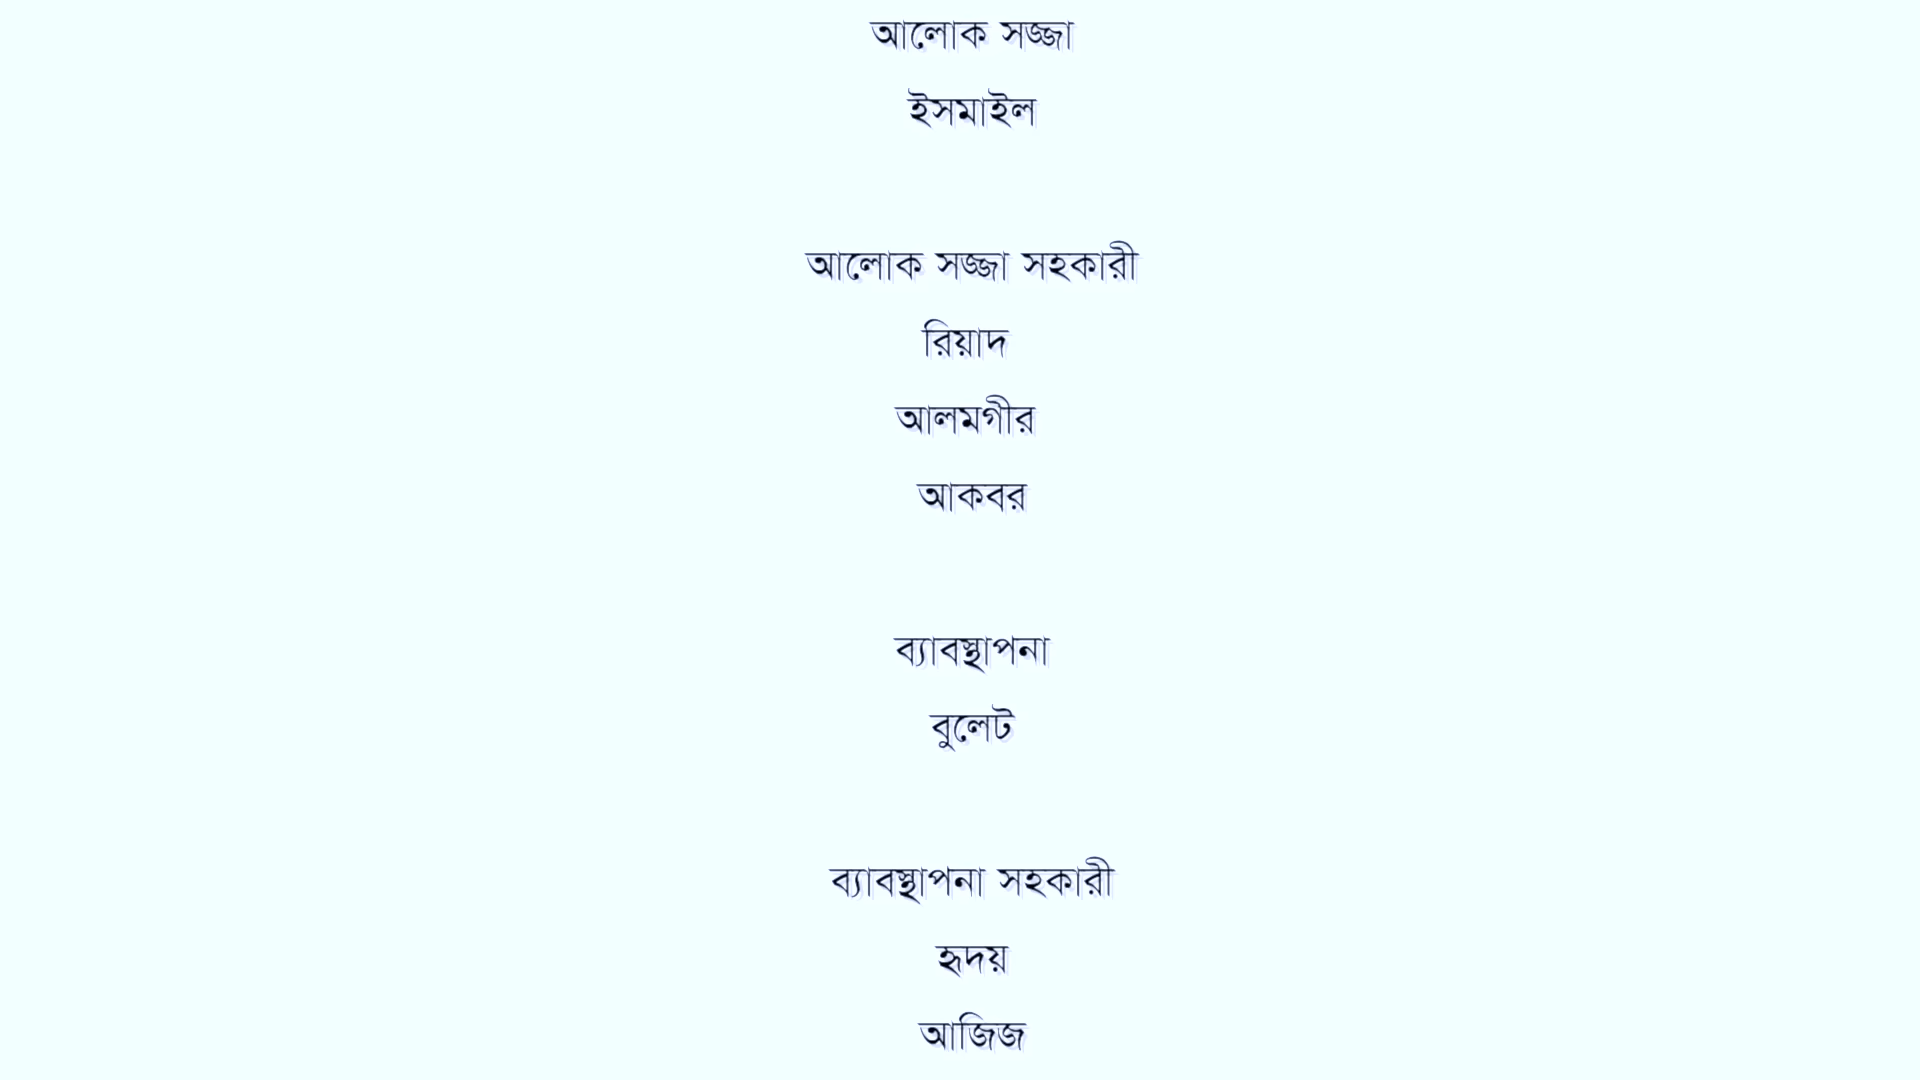 আলোক সজ্জা
ইসমাইল
আলোক সজ্জা সহকারী
রিয়াদ
আলমগীর
আকবর
ব্যাবস্থাপনা
বুলেট
ব্যাবস্থাপনা সহকারী
হৃদয়
আজিজ